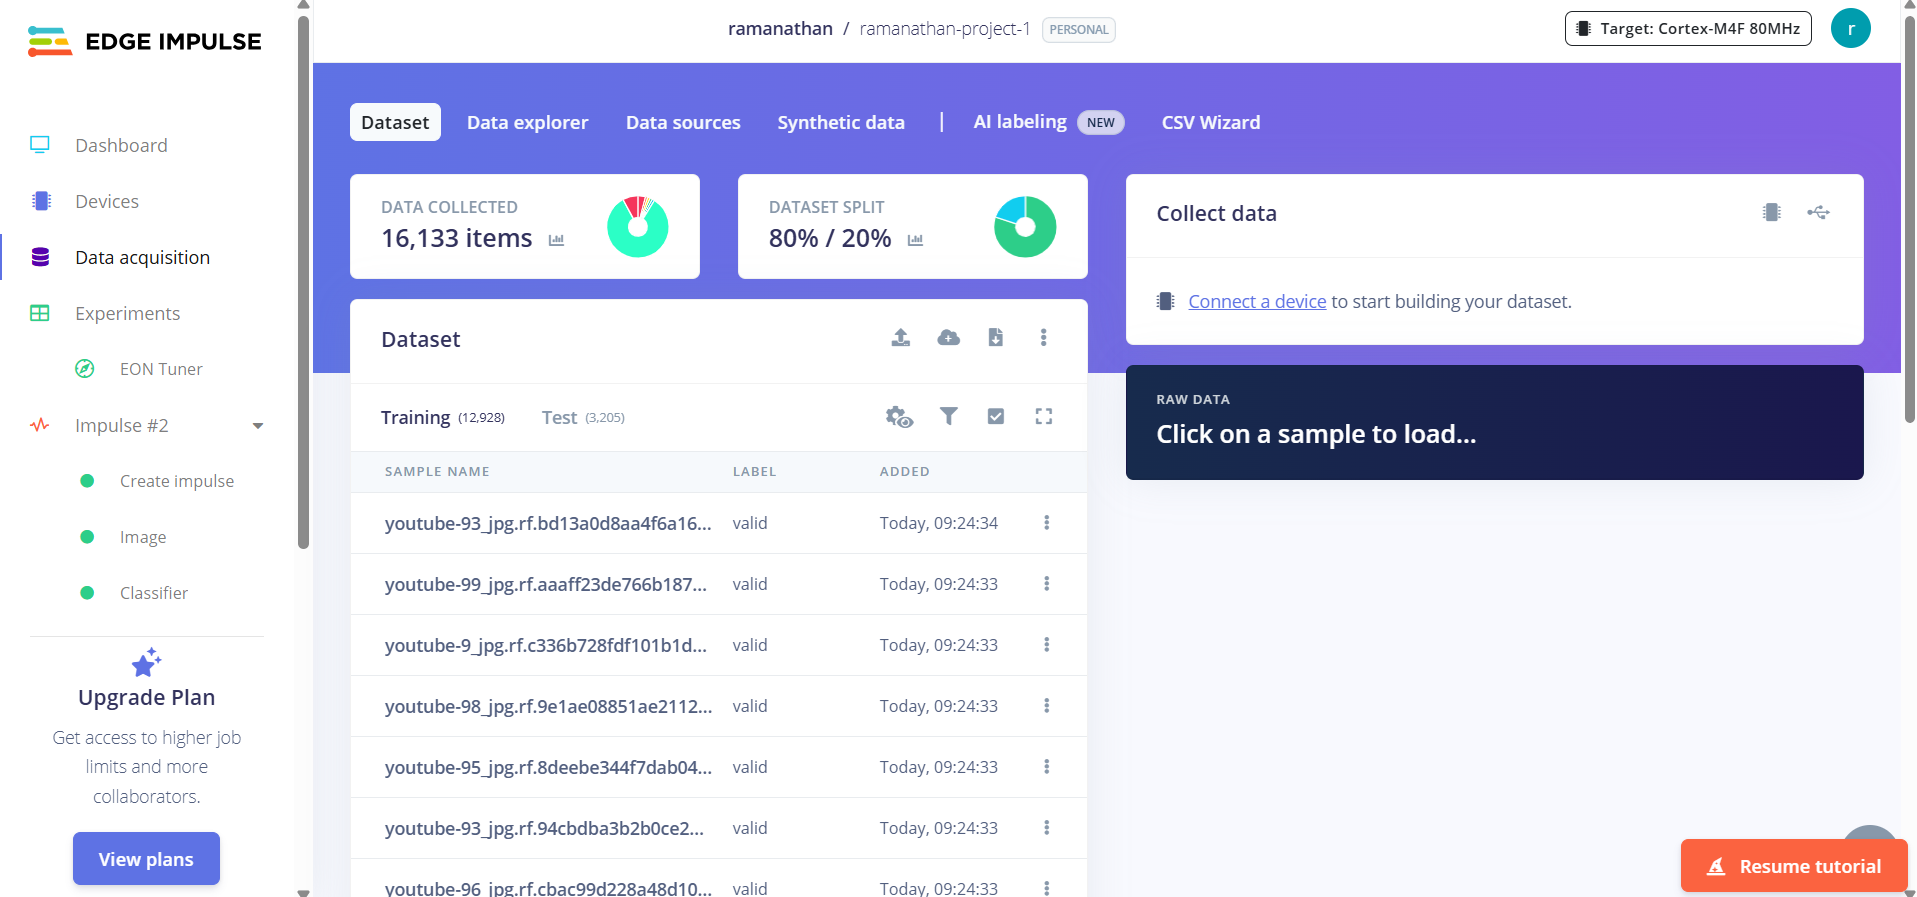 EDGE IMPULSE
ramanathan / ramanathan-project-1 PERSONAL
Target: Cortex-M4F 80MHz
r
Dashboard
Devices
Data acquisition
Experiments
EON Tuner
Impulse #2
Create impulse
Image
Classifier
Upgrade Plan
Get access to higher job
limits and more
collaborators.
View plans
Dataset Data explorer Data sources Synthetic data | AI labeling NEW CSV Wizard
DATA COLLECTED
16,133 items
DATASET SPLIT
80% / 20%
Dataset
Training (12,928) Test (3,205)
SAMPLE NAME LABEL ADDED
youtube-93_jpg.rf.bd13a0d8aa4f6a16... valid Today, 09:24:34
youtube-99_jpg.rf.aaaff23de766b187... valid Today, 09:24:33
youtube-9_jpg.rf.c336b728fdf101b1d... valid Today, 09:24:33
youtube-98_jpg.rf.9e1ae08851ae2112... valid Today, 09:24:33
youtube-95_jpg.rf.8deebe344f7dab04... valid Today, 09:24:33
youtube-93_jpg.rf.94cbdba3b2b0ce2... valid Today, 09:24:33
youtube-96_jpg.rf.cbac99d228a48d10... valid Today, 09:24:33
Collect data
Connect a device to start building your dataset.
RAW DATA
Click on a sample to load...
Resume tutorial